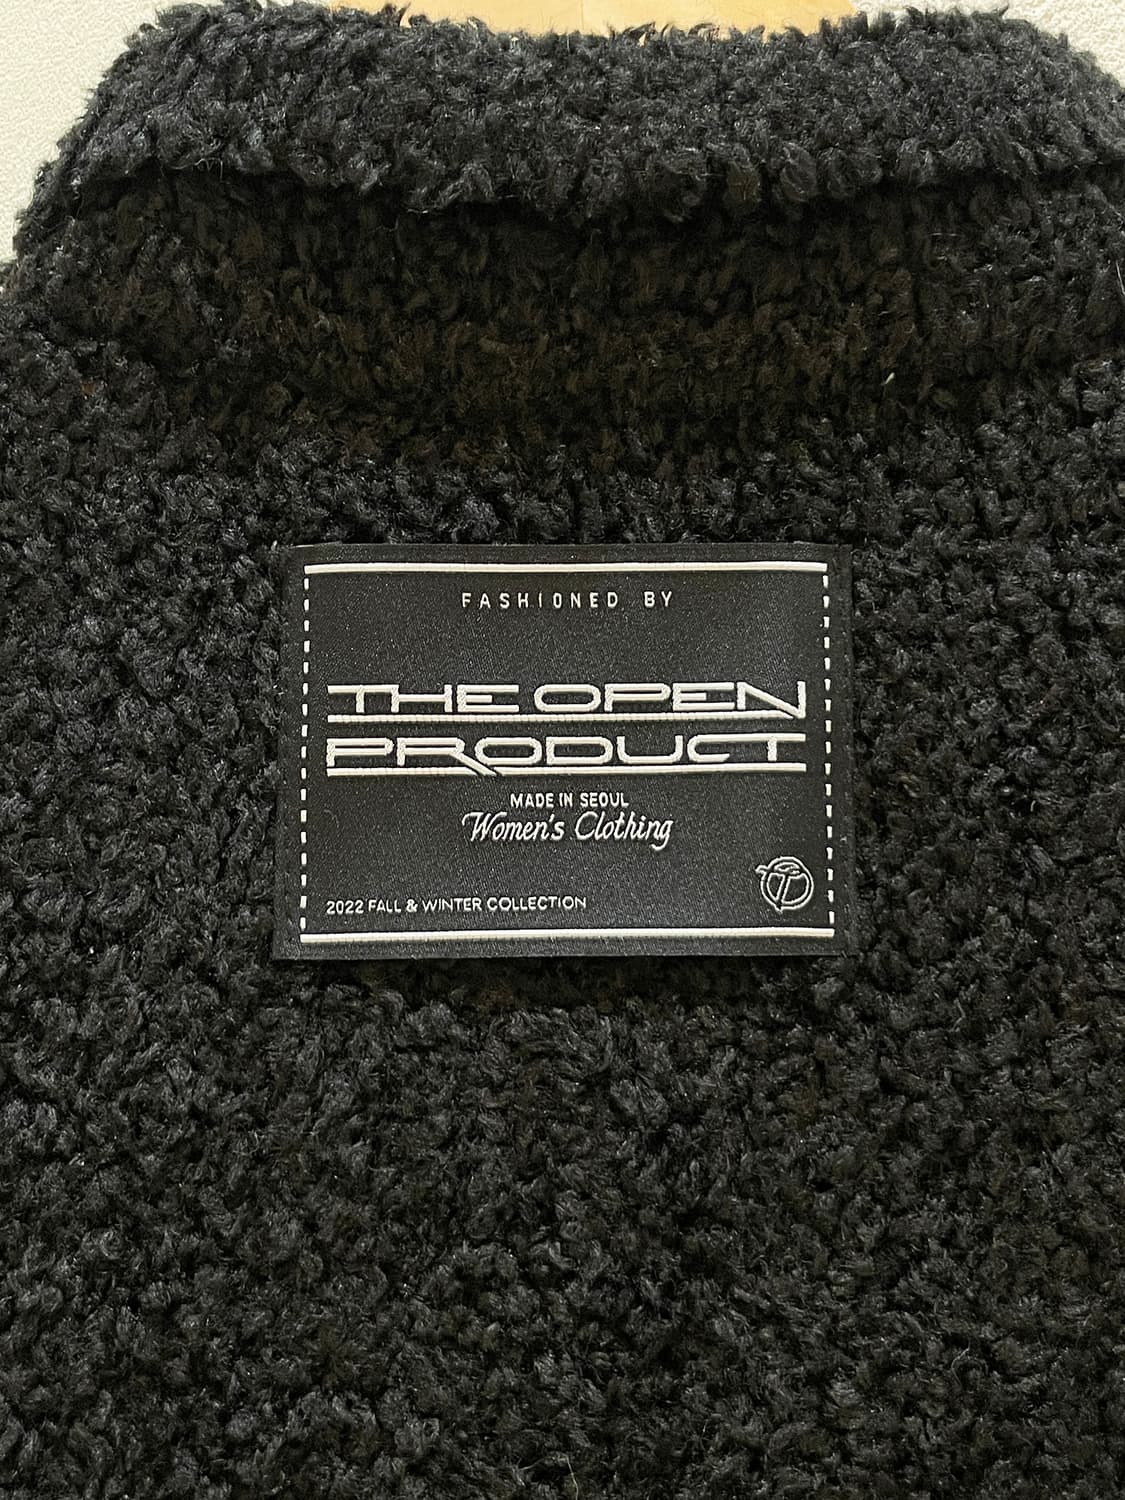 FASHIONED BY
THE OPEN
PRODUCT
MADE IN SEOUL
Women's Clothing
2022 FALL & WINTER COLLECTION